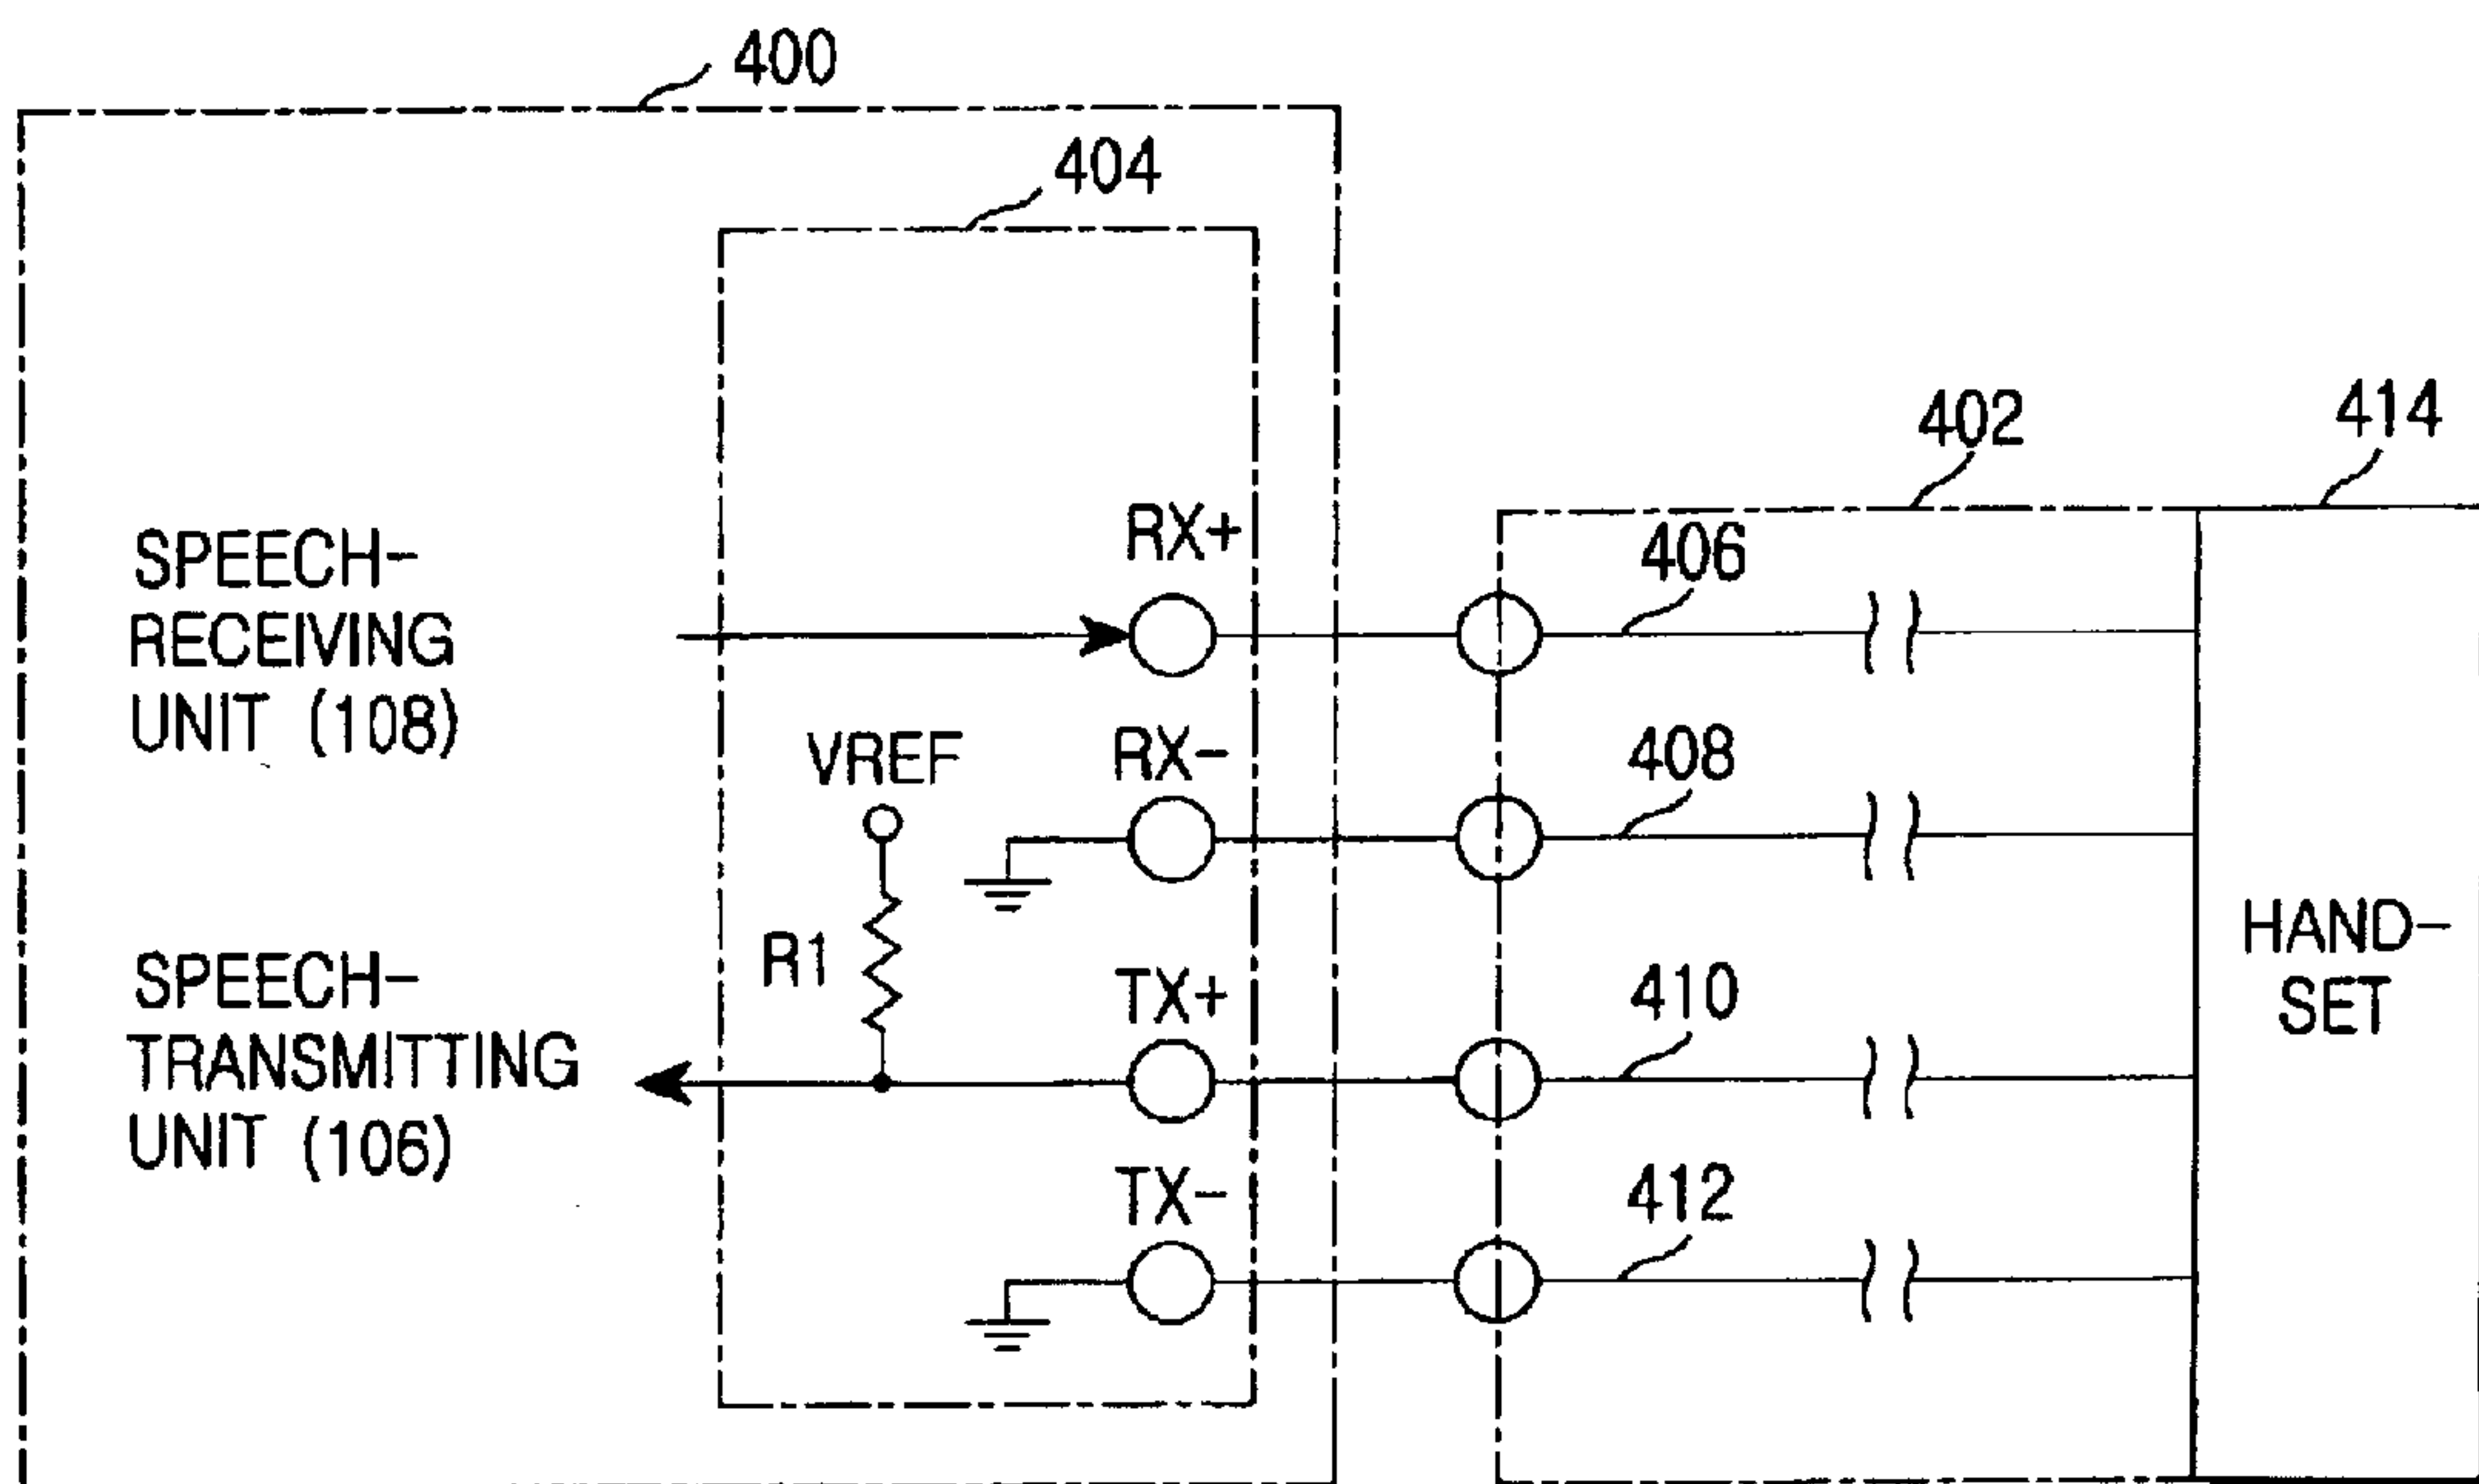 400
404
402
414
RX+
406
SPEECH-
RECEIVING
UNIT (108)
VREF
RX-
408
R1
HAND-
SET
SPEECH-
TRANSMITTING
UNIT (106)
TX+
410
TX-
412